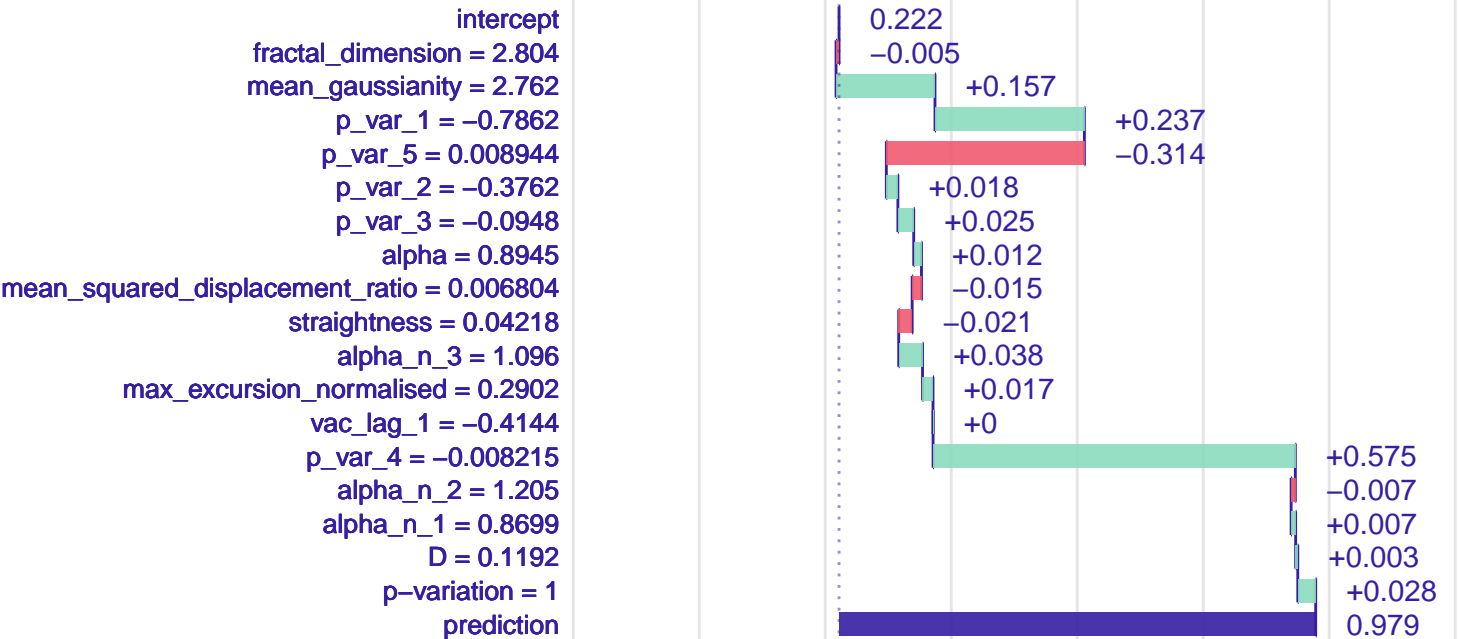 intercept 0.222
fractal_dimension = 2.804 −0.005
mean_gaussianity = 2.762 +0.157
p_var_1 = −0.7862 +0.237
p_var_5 = 0.008944 −0.314
p_var_2 = −0.3762 +0.018
p_var_3 = −0.0948 +0.025
alpha = 0.8945 +0.012
mean_squared_displacement_ratio = 0.006804 −0.015
straightness = 0.04218 −0.021
alpha_n_3 = 1.096 +0.038
max_excursion_normalised = 0.2902 +0.017
vac_lag_1 = −0.4144 +0
p_var_4 = −0.008215 +0.575
alpha_n_2 = 1.205 −0.007
alpha_n_1 = 0.8699 +0.007
D = 0.1192 +0.003
p−variation = 1 +0.028
prediction 0.979